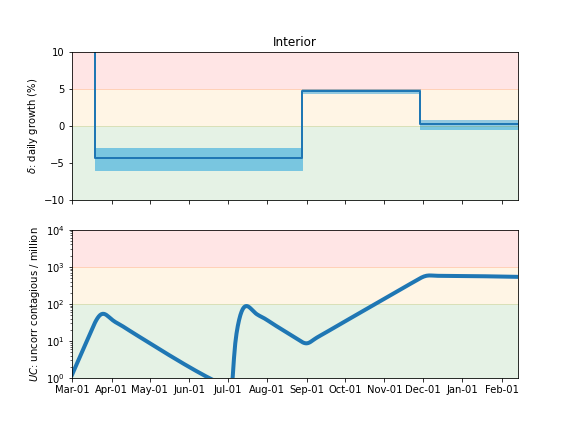 Interior
δ: daily growth (%)
10
5
0
−5
−10
UC: uncorr contagious / million
10⁴
10³
10²
10¹
10⁰
Mar-01 Apr-01 May-01 Jun-01 Jul-01 Aug-01 Sep-01 Oct-01 Nov-01 Dec-01 Jan-01 Feb-01